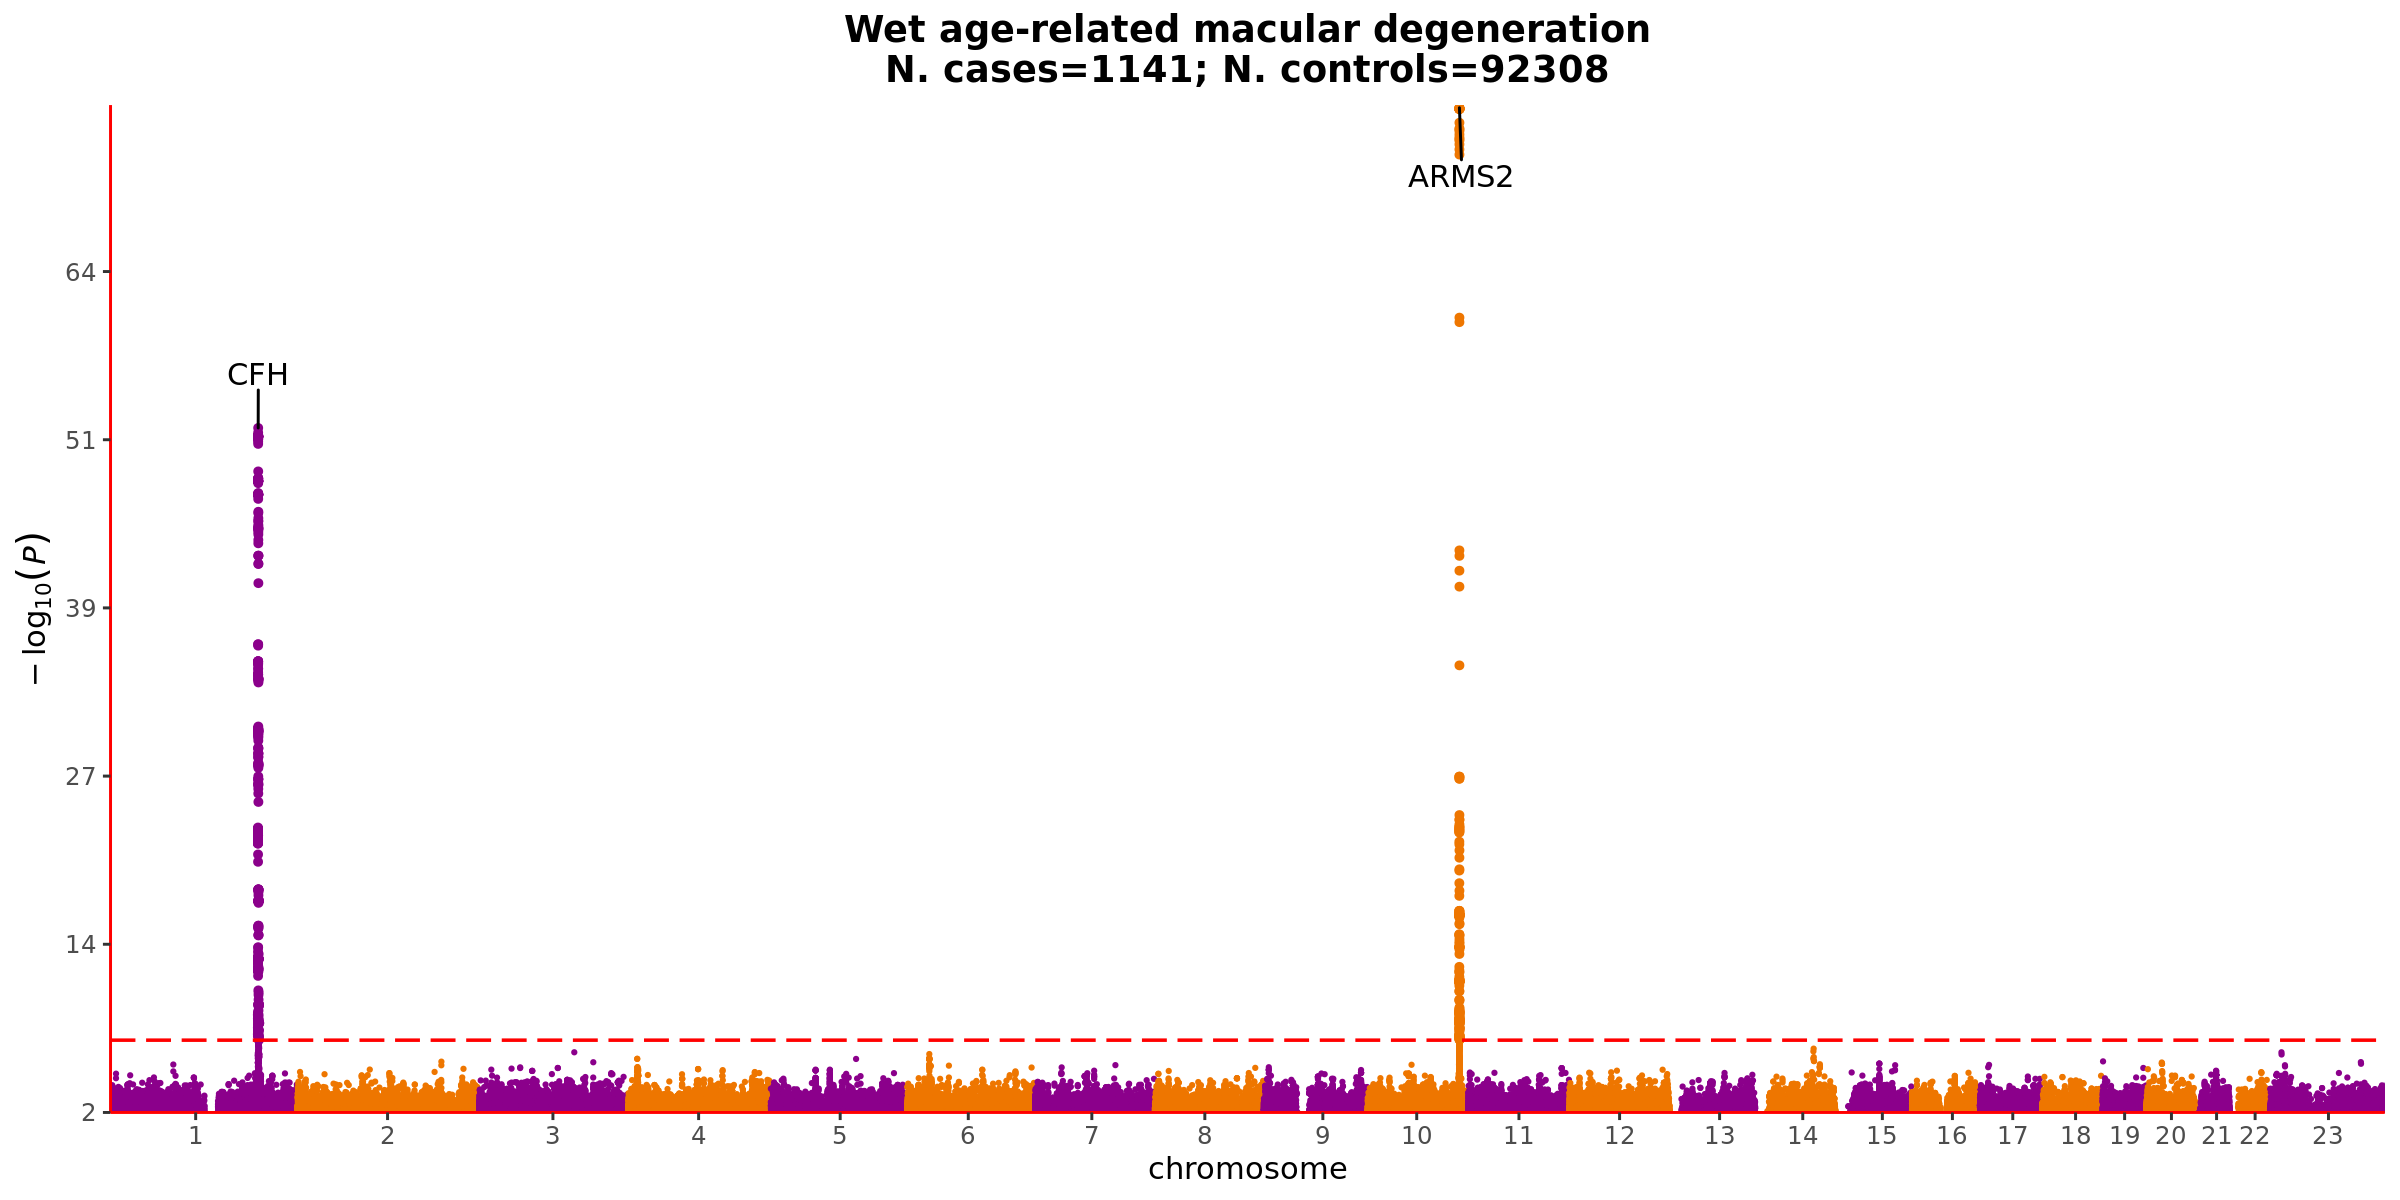 Wet age-related macular degeneration
N. cases=1141; N. controls=92308
ARMS2
64
CFH
51
− log10(P)
39
27
14
2
1 2 3 4 5 6 7 8 9 10 11 12 13 14 15 16 17 18 19 20 21 22 23
chromosome